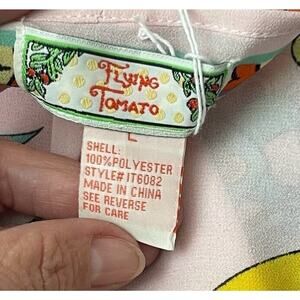 FLYING
TOMATO
L
SHELL:
100%POLYESTER
STYLE#IT6082
MADE IN CHINA
SEE REVERSE
FOR CARE